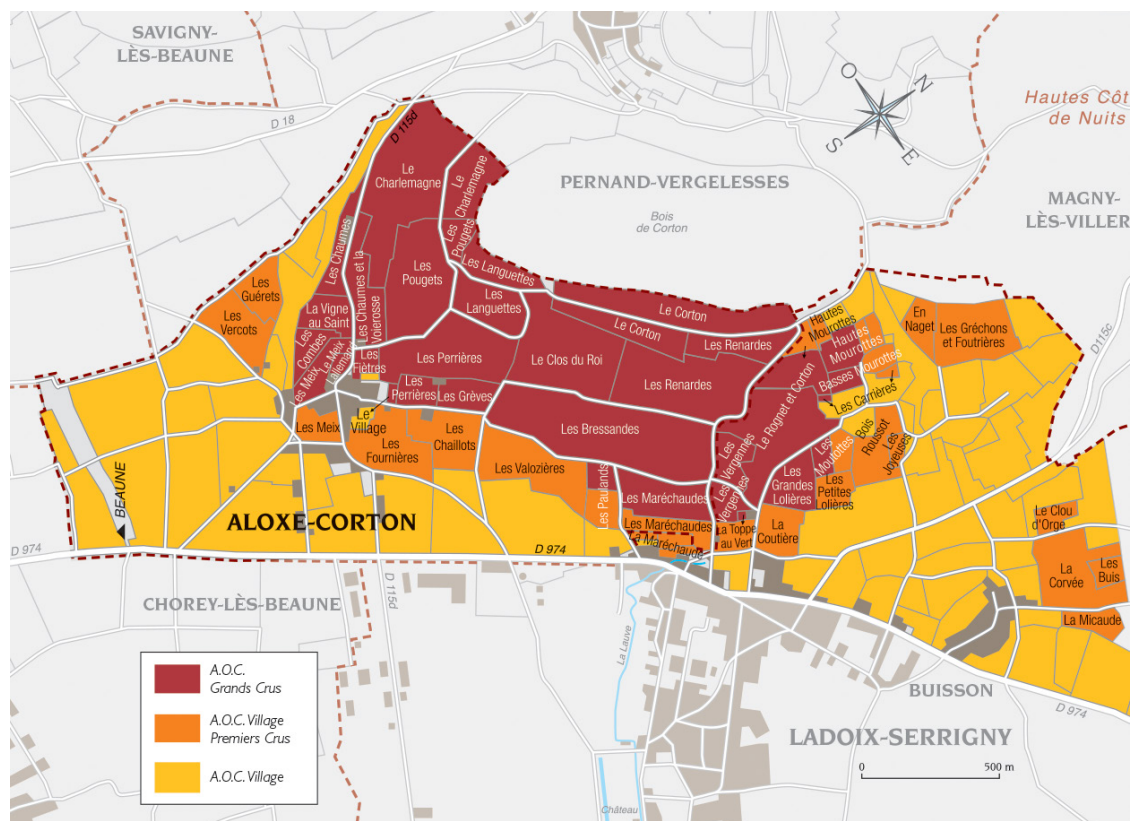 SAVIGNY-
LÈS-BEAUNE
D 18
D 115d
O
N
S
E
Hautes Côt
de Nuits
PERNAND-VERGELESSES
Bois
de Corton
MAGNY-
LÈS-VILLER
D115c
Le
Charlemagne
Le Charlemagne
Les
Pougets
Les Chaumes
Les Chaumes et la
Voierosse
Les
Pougets
Les Languettes
Les
Languettes
Les
Guérets
Les
Vercots
La Vigne
au Saint
Les
Combes
Le Meix
Lallemand
Les Meix
Les
Fiètres
Les Perrières
Les
Perrières
Les Grèves
Le Clos du Roi
Le Corton
Le Corton
Les Renardes
Les Renardes
Hautes
Mourottes
Hautes
Mourottes
Basses Mourottes
En
Naget
Les Gréchons
et Foutrières
Le Rognet et Corton
Les Carrières
Bois
Roussot
Les
Joyeuses
Les Bressandes
Les
Vergennes
Les
Vergennes
Les
Moutottes
Les
Grandes
Lolières
Les
Petites
Lolières
Le
Village
Les Meix
Les
Fournières
Les
Chaillots
Les Valozières
Les Paulands
Les Maréchaudes
Les Maréchaudes
La Maréchaude
La Toppe
au Vert
La
Coutière
Le Clou
d'Orge
La
Corvée
Les
Buis
La Micaude
BEAUNE
ALOXE-CORTON
D 974
D 974
CHOREY-LÈS-BEAUNE
D 115d
La Lauve
BUISSON
D 974
LADOIX-SERRIGNY
0
500 m
Château
A.O.C.
Grands Crus
A.O.C. Village
Premiers Crus
A.O.C. Village